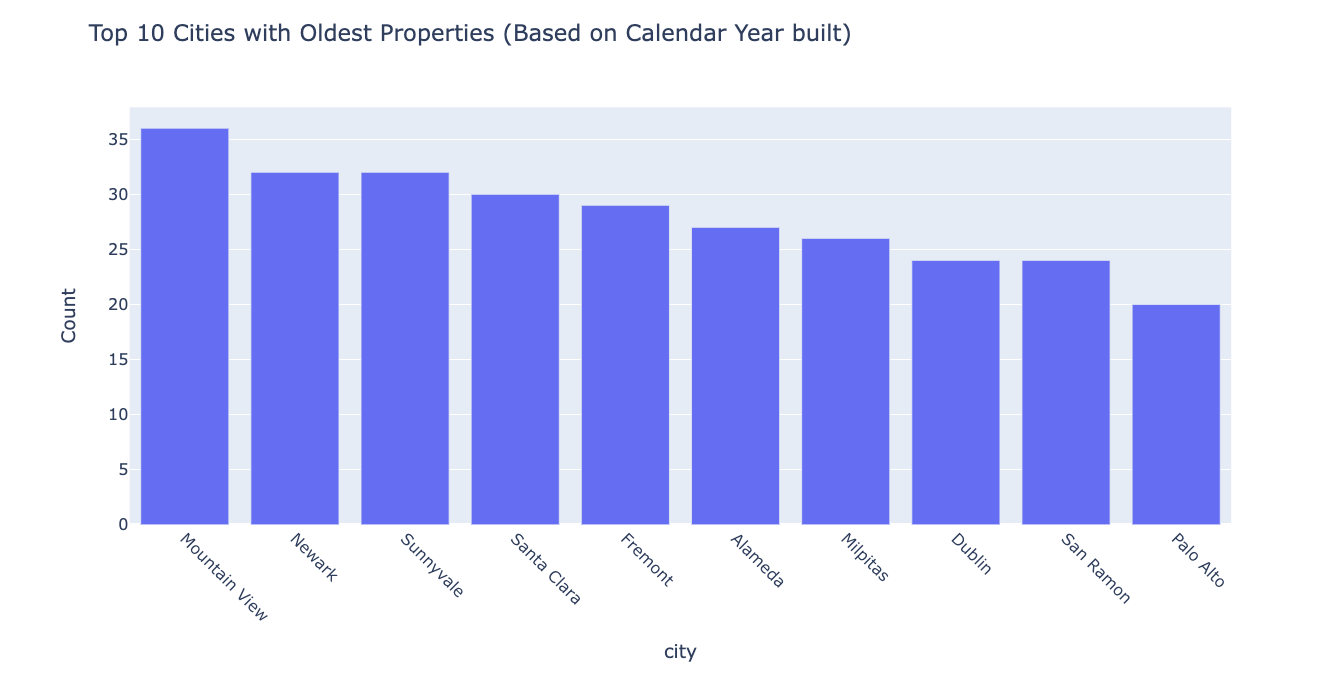 Top 10 Cities with Oldest Properties (Based on Calendar Year built)
35
30
25
20
15
10
5
0
Count
Mountain View
Newark
Sunnyvale
Santa Clara
Fremont
Alameda
Milpitas
Dublin
San Ramon
Palo Alto
city